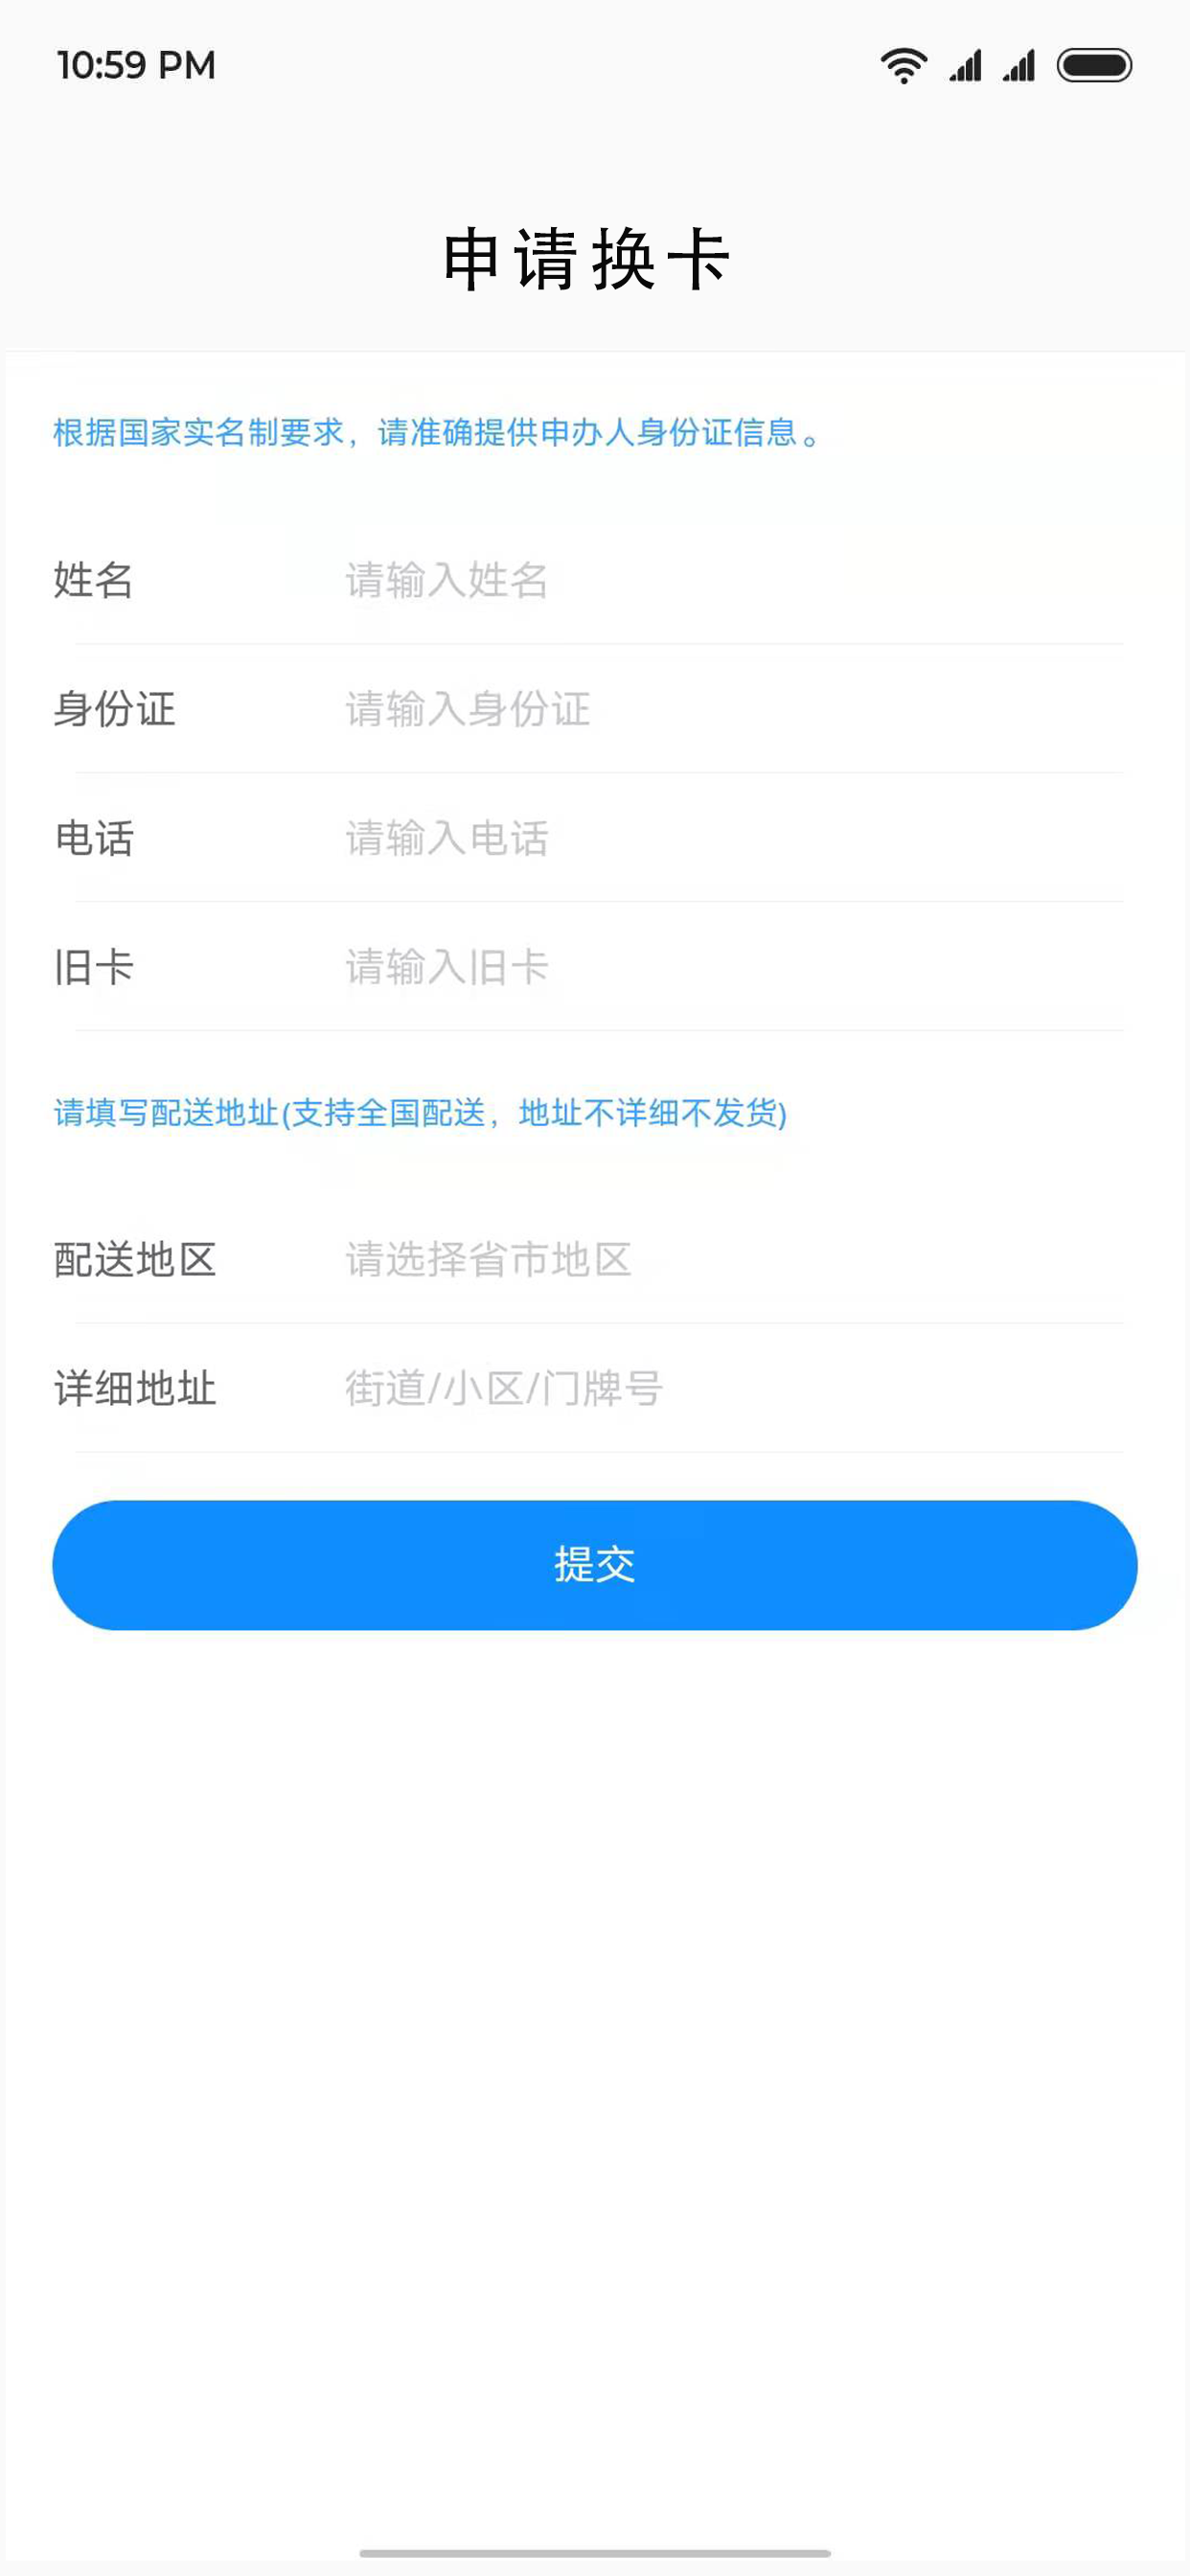 10:59 PM
申请换卡
根据国家实名制要求，请准确提供申办人身份证信息。
姓名 请输入姓名
身份证 请输入身份证
电话 请输入电话
旧卡 请输入旧卡
请填写配送地址(支持全国配送，地址不详细不发货)
配送地区 请选择省市地区
详细地址 街道/小区/门牌号
提交